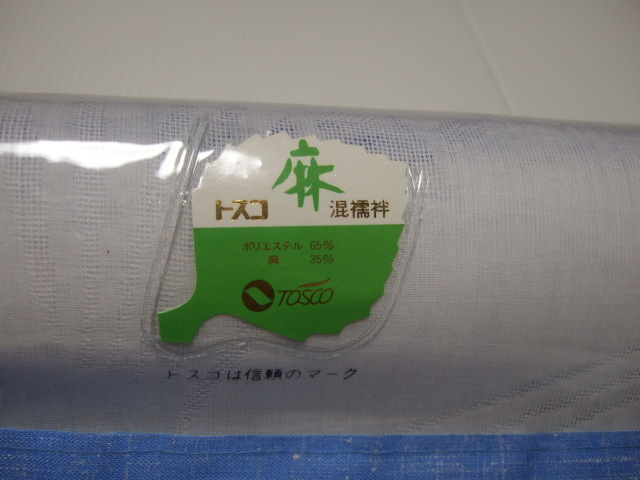 麻
トスコ 混襦袢
ポリエステル 65%
麻 35%
TOSCO
トスコは信頼のマーク